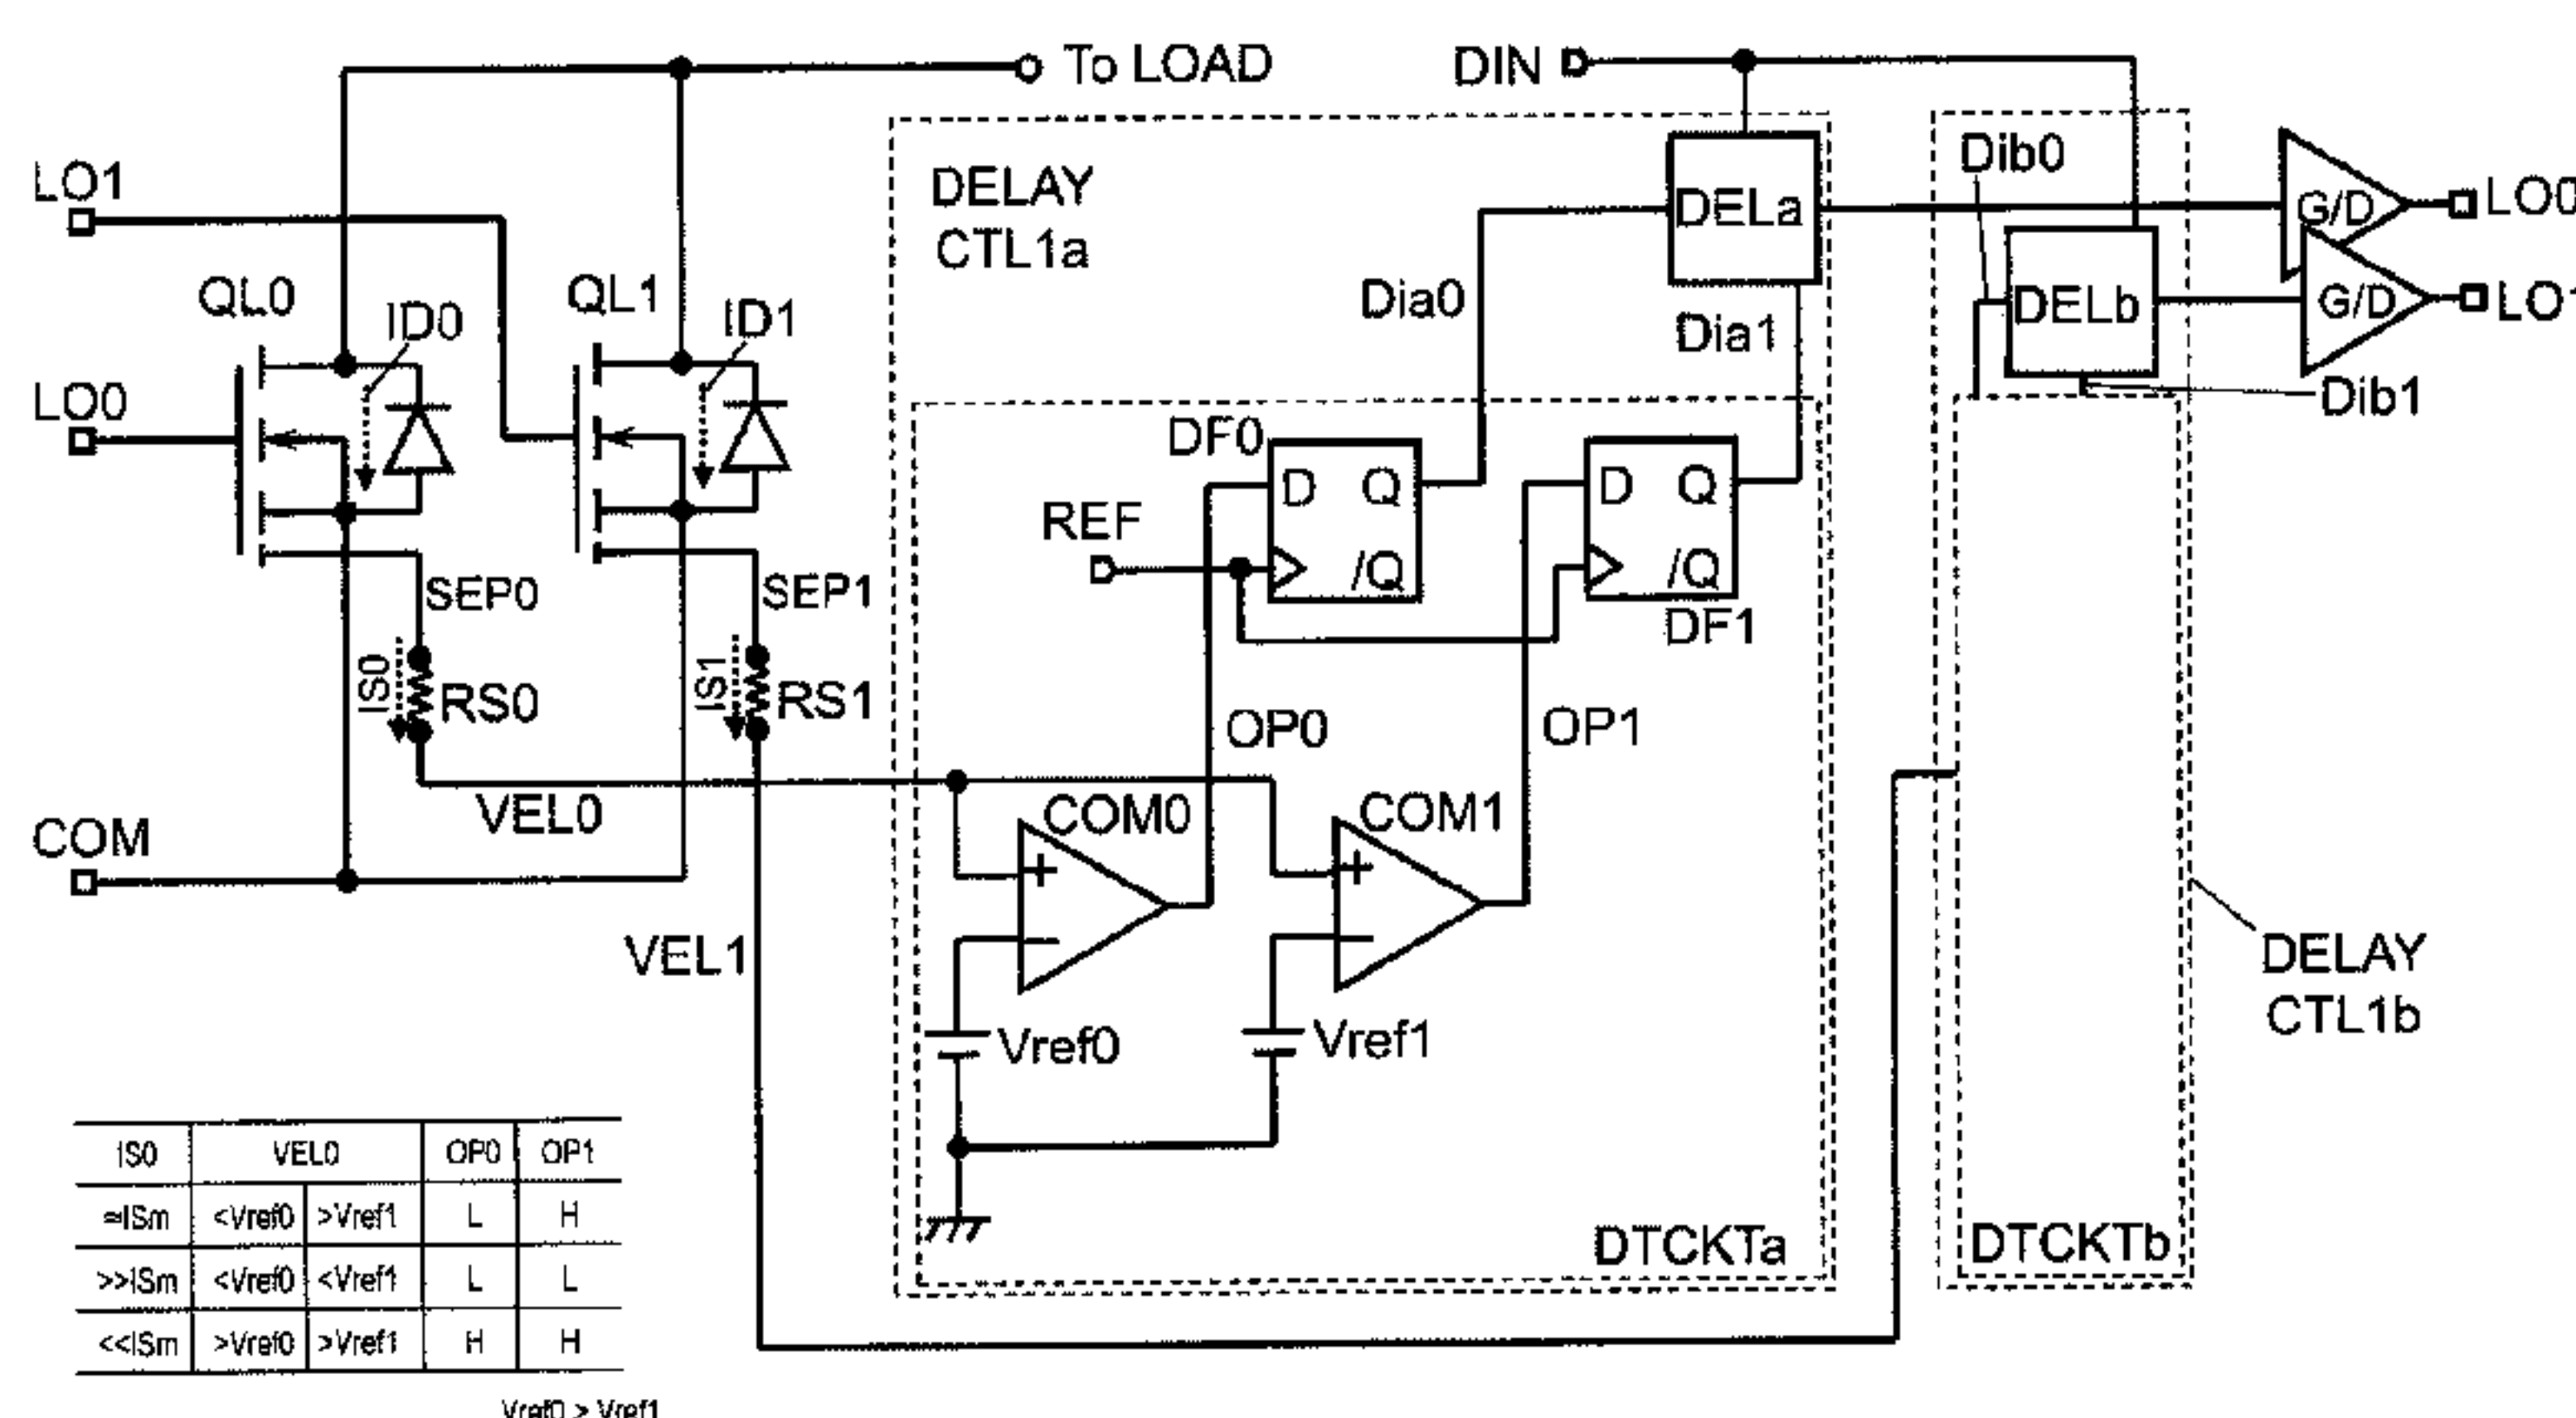 To LOAD
DIN
LO1
DELAY
CTL1a
DELa
Dib0
G/D
LO0
DELb
G/D
LO1
QL0
ID0
QL1
ID1
Dia0
Dia1
Dib1
LO0
DF0
D Q
/Q
D Q
/Q
DF1
REF
SEP0
SEP1
IS0
RS0
IS1
RS1
OP0
OP1
VEL0
COM0
COM1
+
−
+
−
COM
VEL1
Vref0
Vref1
DELAY
CTL1b
DTCKTa
DTCKTb
IS0 VEL0 OP0 OP1
≃ISm <Vref0 >Vref1 L H
>>ISm <Vref0 <Vref1 L L
<<ISm >Vref0 >Vref1 H H
Vref0 > Vref1